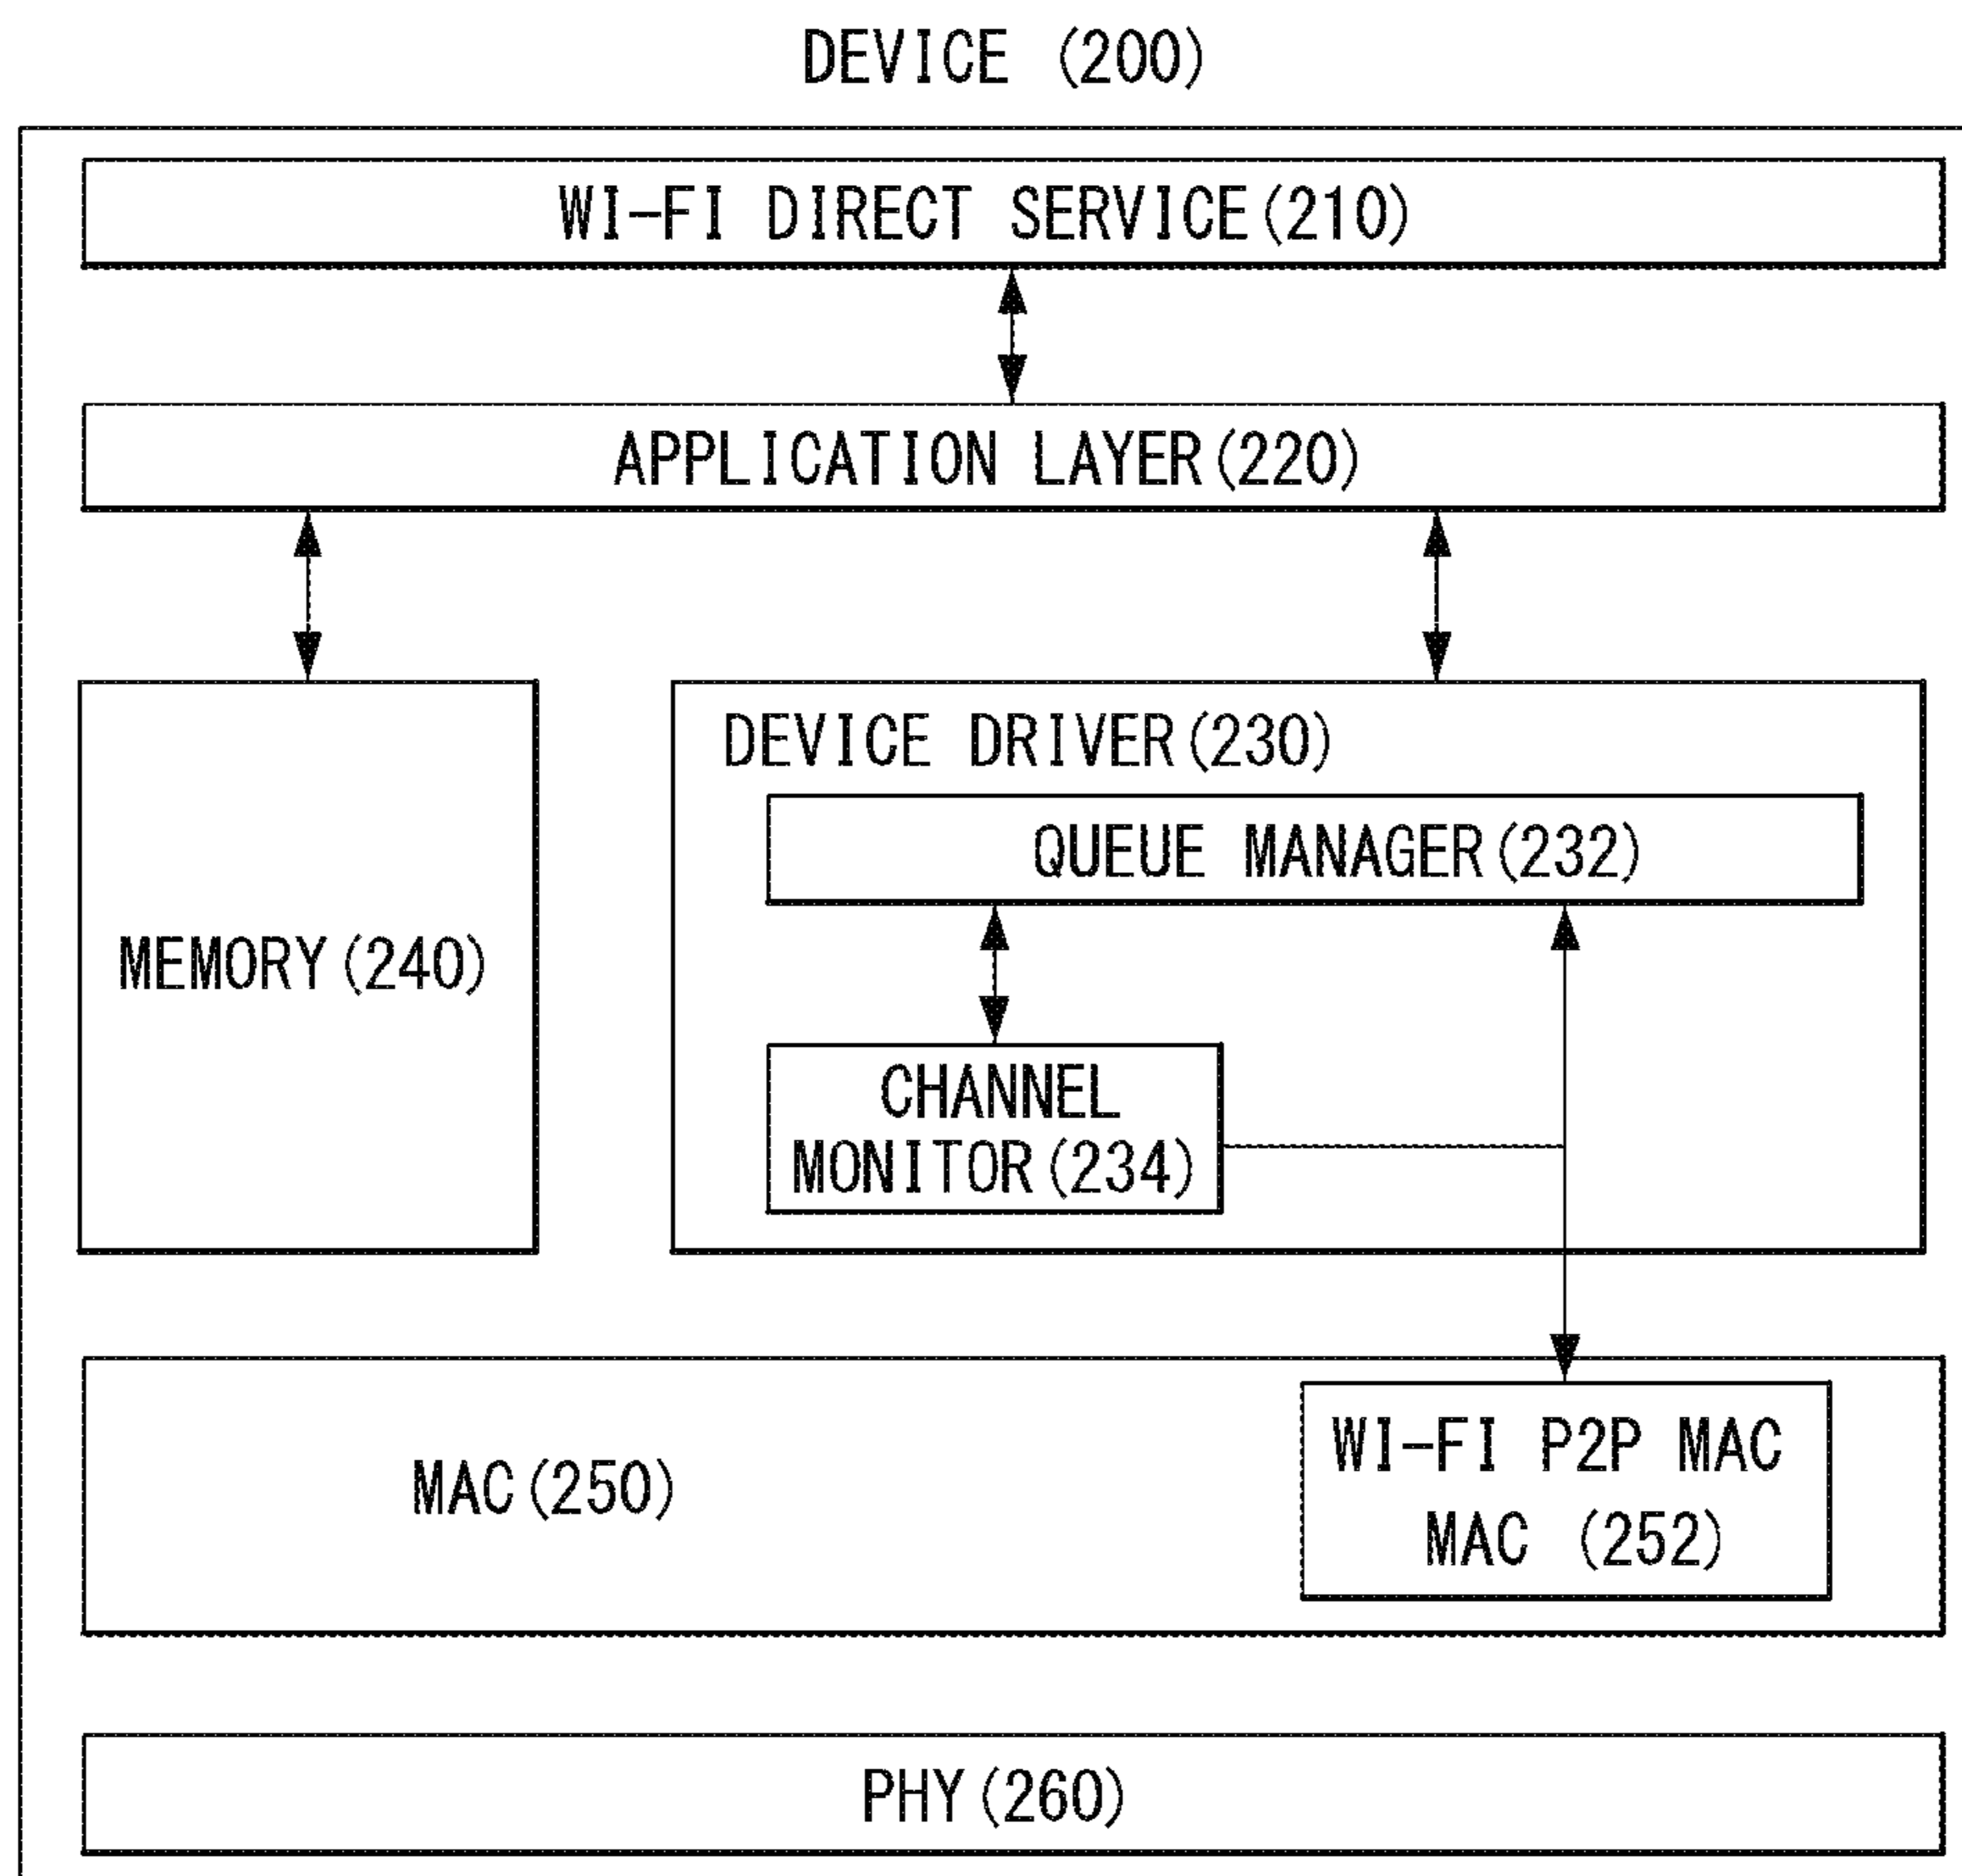 DEVICE (200)
WI-FI DIRECT SERVICE(210)
APPLICATION LAYER(220)
DEVICE DRIVER(230)
QUEUE MANAGER(232)
MEMORY(240)
CHANNEL
MONITOR(234)
WI-FI P2P MAC
MAC(250)
MAC (252)
PHY(260)